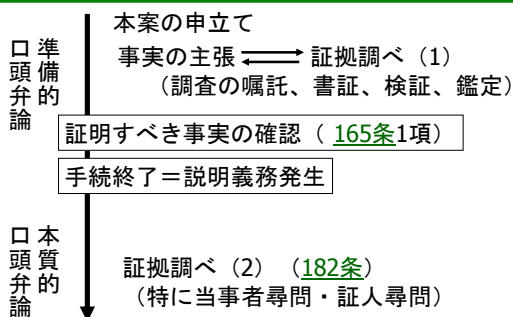 準備的
口頭弁論
本案の申立て
事実の主張 証拠調べ（1）
（調査の嘱託、書証、検証、鑑定）
証明すべき事実の確認（ 165条1項）
手続終了＝説明義務発生
本質的
口頭弁論
証拠調べ（2）（182条）
（特に当事者尋問・証人尋問）